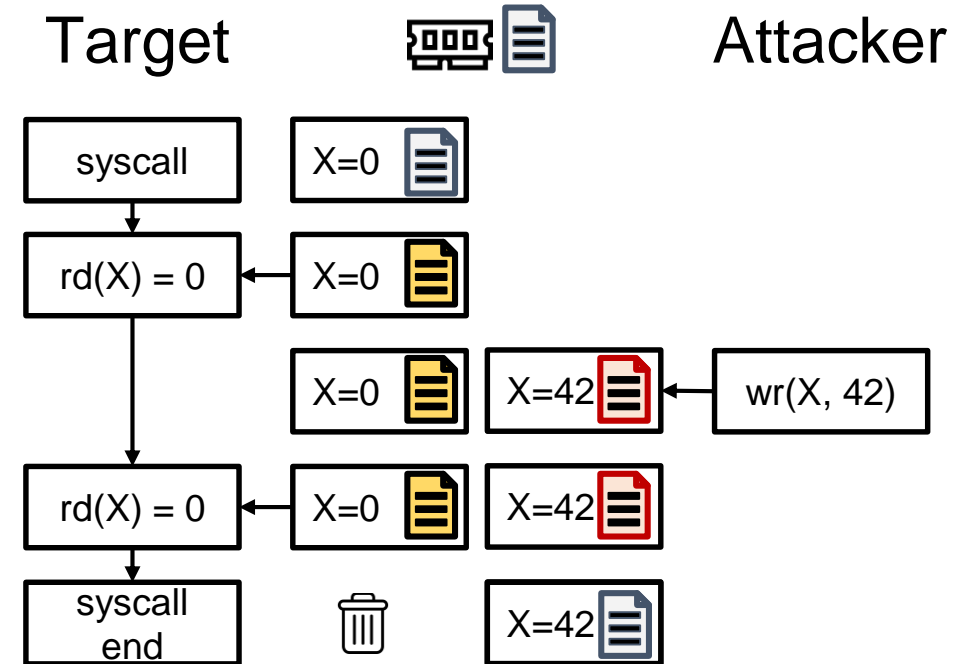 Target
Attacker
syscall
X=0
rd(X) = 0
X=0
X=0
X=42
wr(X, 42)
rd(X) = 0
X=0
X=42
syscall
end
X=42